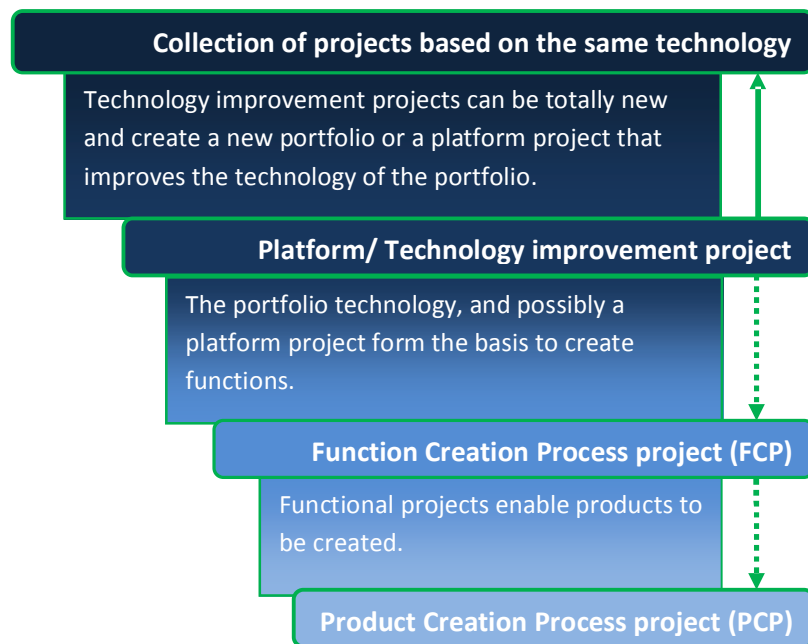 Collection of projects based on the same technology
Technology improvement projects can be totally new
and create a new portfolio or a platform project that
improves the technology of the portfolio.
Platform/ Technology improvement project
The portfolio technology, and possibly a
platform project form the basis to create
functions.
Function Creation Process project (FCP)
Functional projects enable products to
be created.
Product Creation Process project (PCP)